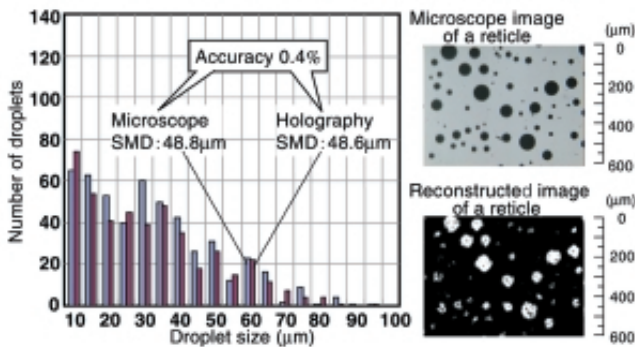 140
120
100
80
60
40
20
0
Number of droplets
Accuracy 0.4%
Microscope
SMD:48.8μm
Holography
SMD:48.6μm
10 20 30 40 50 60 70 80 90 100
Droplet size (μm)
Microscope image
of a reticle
(μm)
0
200
400
600
Reconstructed image
of a reticle
(μm)
0
200
400
600